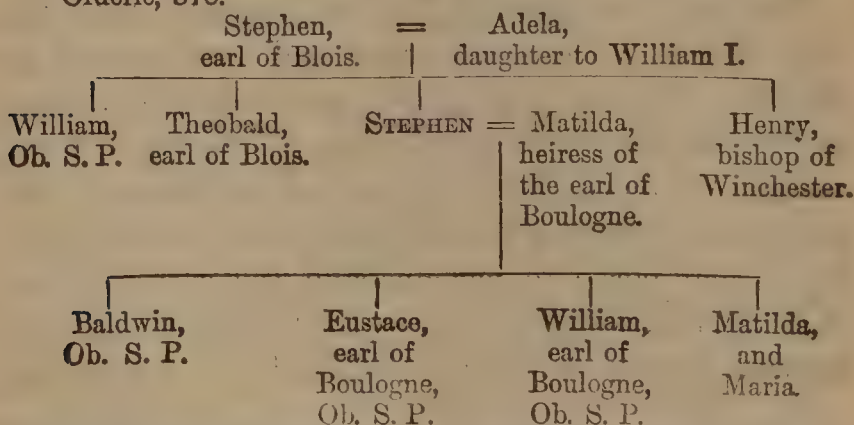 Stephen, = Adela,
earl of Blois. daughter to William I.
William, Theobald, STEPHEN = Matilda, Henry,
Ob. S. P. earl of Blois. heiress of bishop of
the earl of Winchester.
Boulogne.
Baldwin, Eustace, William, Matilda,
Ob. S. P. earl of earl of and
Boulogne, Boulogne, Maria.
Ob. S. P. Ob. S. P.